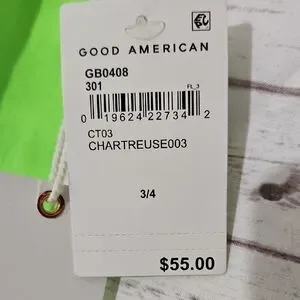 GOOD AMERICAN
GB0408
301
FL_3
0 19624 22734 2
CT03
CHARTREUSE003
3/4
$55.00